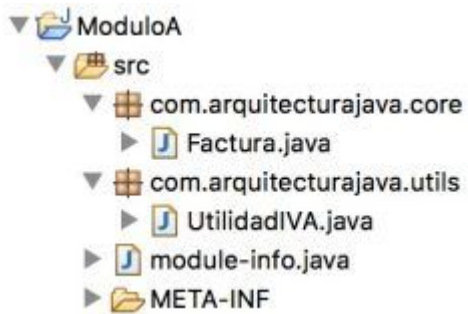 ModuloA
src
com.arquitecturajava.core
Factura.java
com.arquitecturajava.utils
UtilidadIVA.java
module-info.java
META-INF